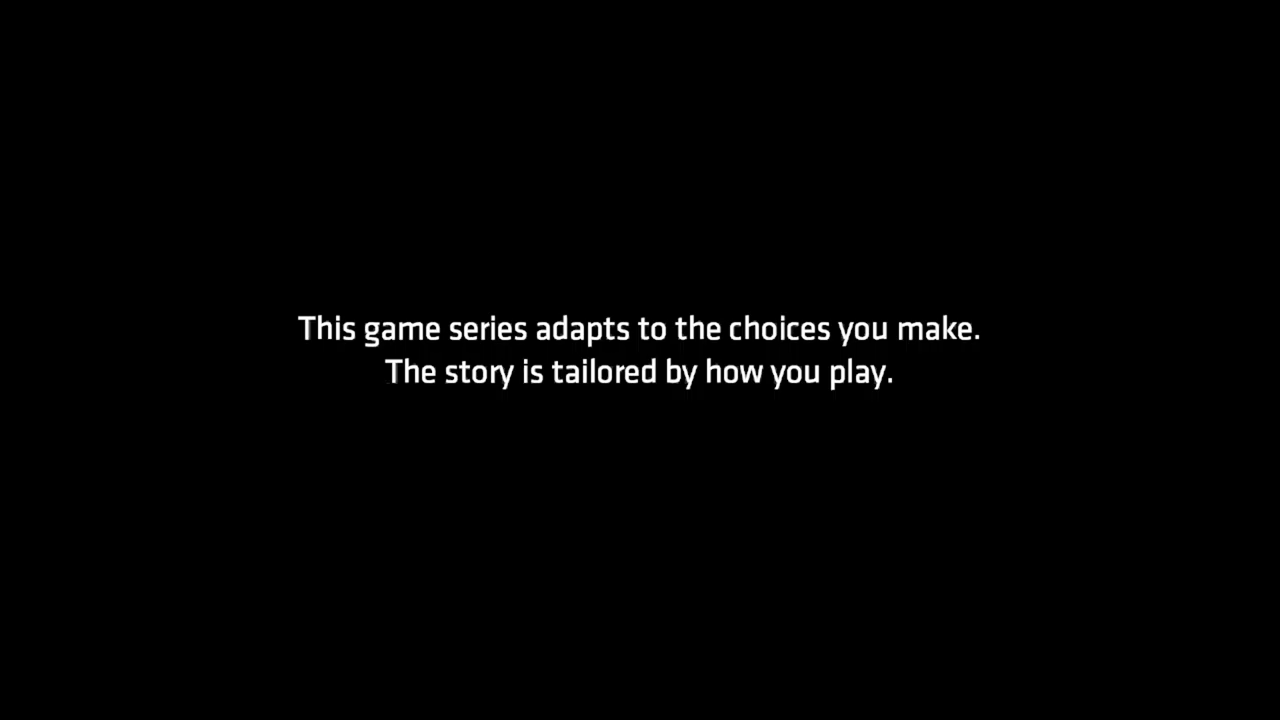 This game series adapts to the choices you make.
The story is tailored by how you play.